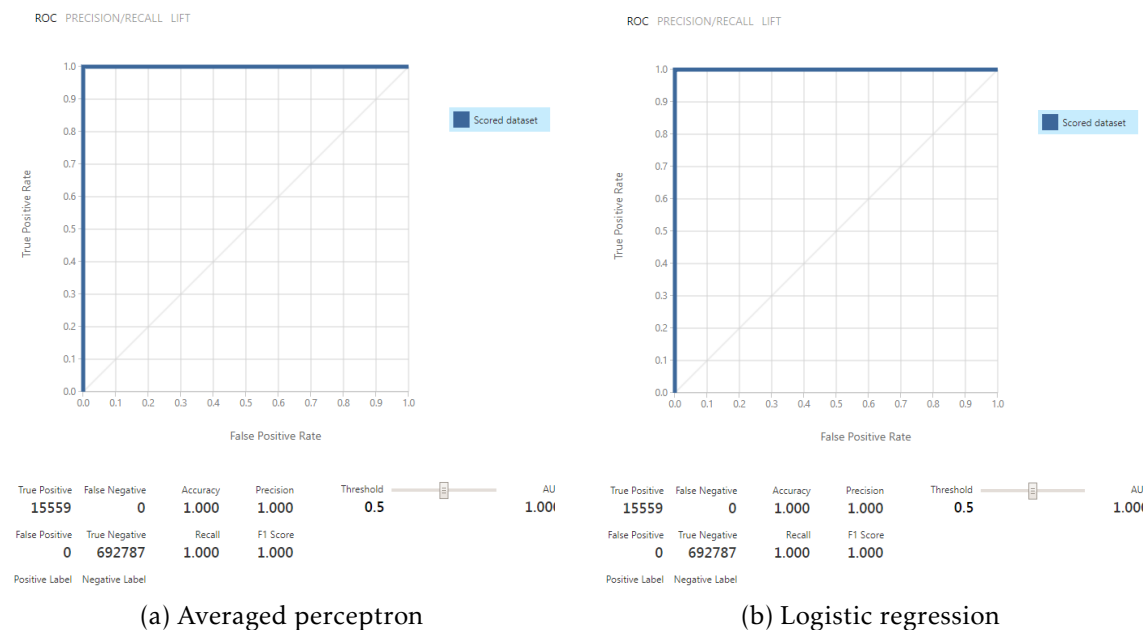 ROC PRECISION/RECALL LIFT
1.0
0.9
0.8
0.7
0.6
0.5
0.4
0.3
0.2
0.1
0.0
True Positive Rate
0.0 0.1 0.2 0.3 0.4 0.5 0.6 0.7 0.8 0.9 1.0
False Positive Rate
Scored dataset
True Positive False Negative Accuracy Precision Threshold AU
15559 0 1.000 1.000 0.5 1.00
False Positive True Negative Recall F1 Score
0 692787 1.000 1.000
Positive Label Negative Label
(a) Averaged perceptron
ROC PRECISION/RECALL LIFT
1.0
0.9
0.8
0.7
0.6
0.5
0.4
0.3
0.2
0.1
0.0
True Positive Rate
0.0 0.1 0.2 0.3 0.4 0.5 0.6 0.7 0.8 0.9 1.0
False Positive Rate
Scored dataset
True Positive False Negative Accuracy Precision Threshold AU
15559 0 1.000 1.000 0.5 1.00
False Positive True Negative Recall F1 Score
0 692787 1.000 1.000
Positive Label Negative Label
(b) Logistic regression